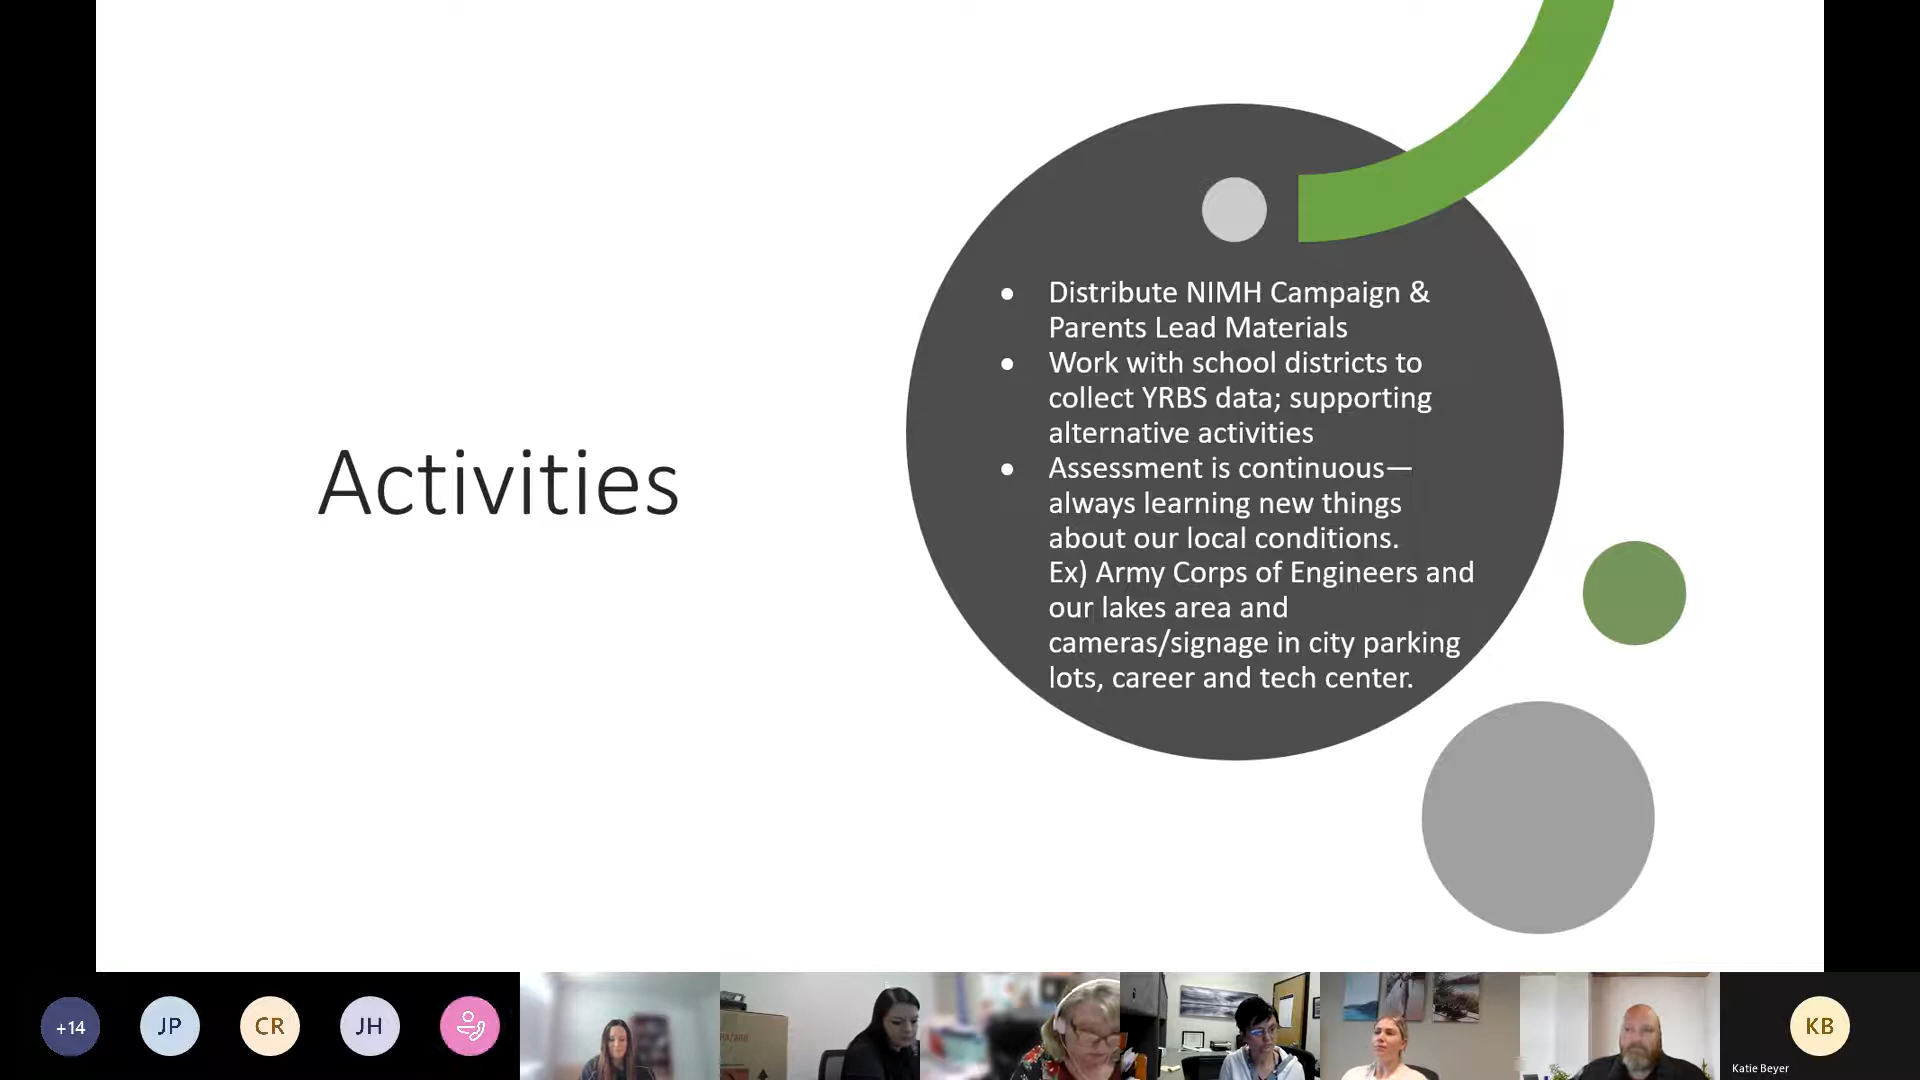 Activities
• Distribute NIMH Campaign &
Parents Lead Materials
• Work with school districts to
collect YRBS data; supporting
alternative activities
• Assessment is continuous—
always learning new things
about our local conditions.
Ex) Army Corps of Engineers and
our lakes area and
cameras/signage in city parking
lots, career and tech center.
+14
JP
CR
JH
KB
Katie Beyer